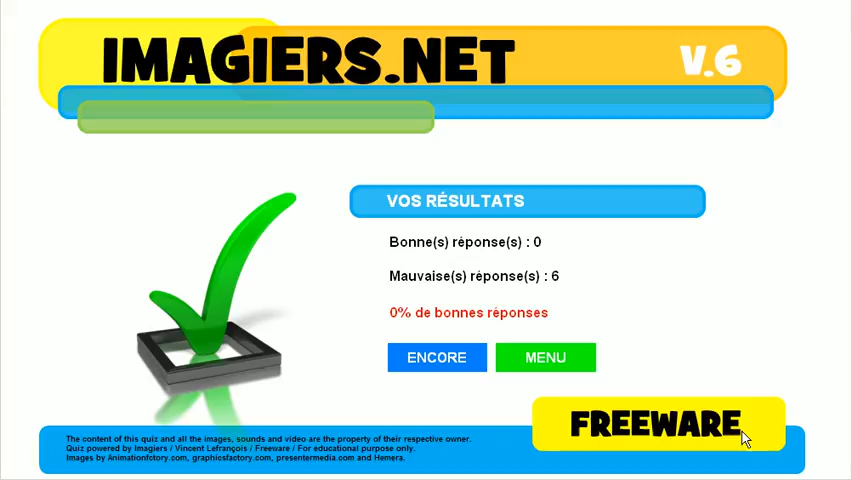 IMAGIERS.NET
V.6
VOS RÉSULTATS
Bonne(s) réponse(s) : 0
Mauvaise(s) réponse(s) : 6
0% de bonnes réponses
ENCORE
MENU
FREEWARE
The content of this quiz and all the images, sounds and video are the property of their respective owner.
Quiz powered by Imagiers / Vincent Lefrançois / Freeware / For educational purpose only.
Images by Animationfctory.com, graphicsfactory.com, presentermedia.com and Hemera.